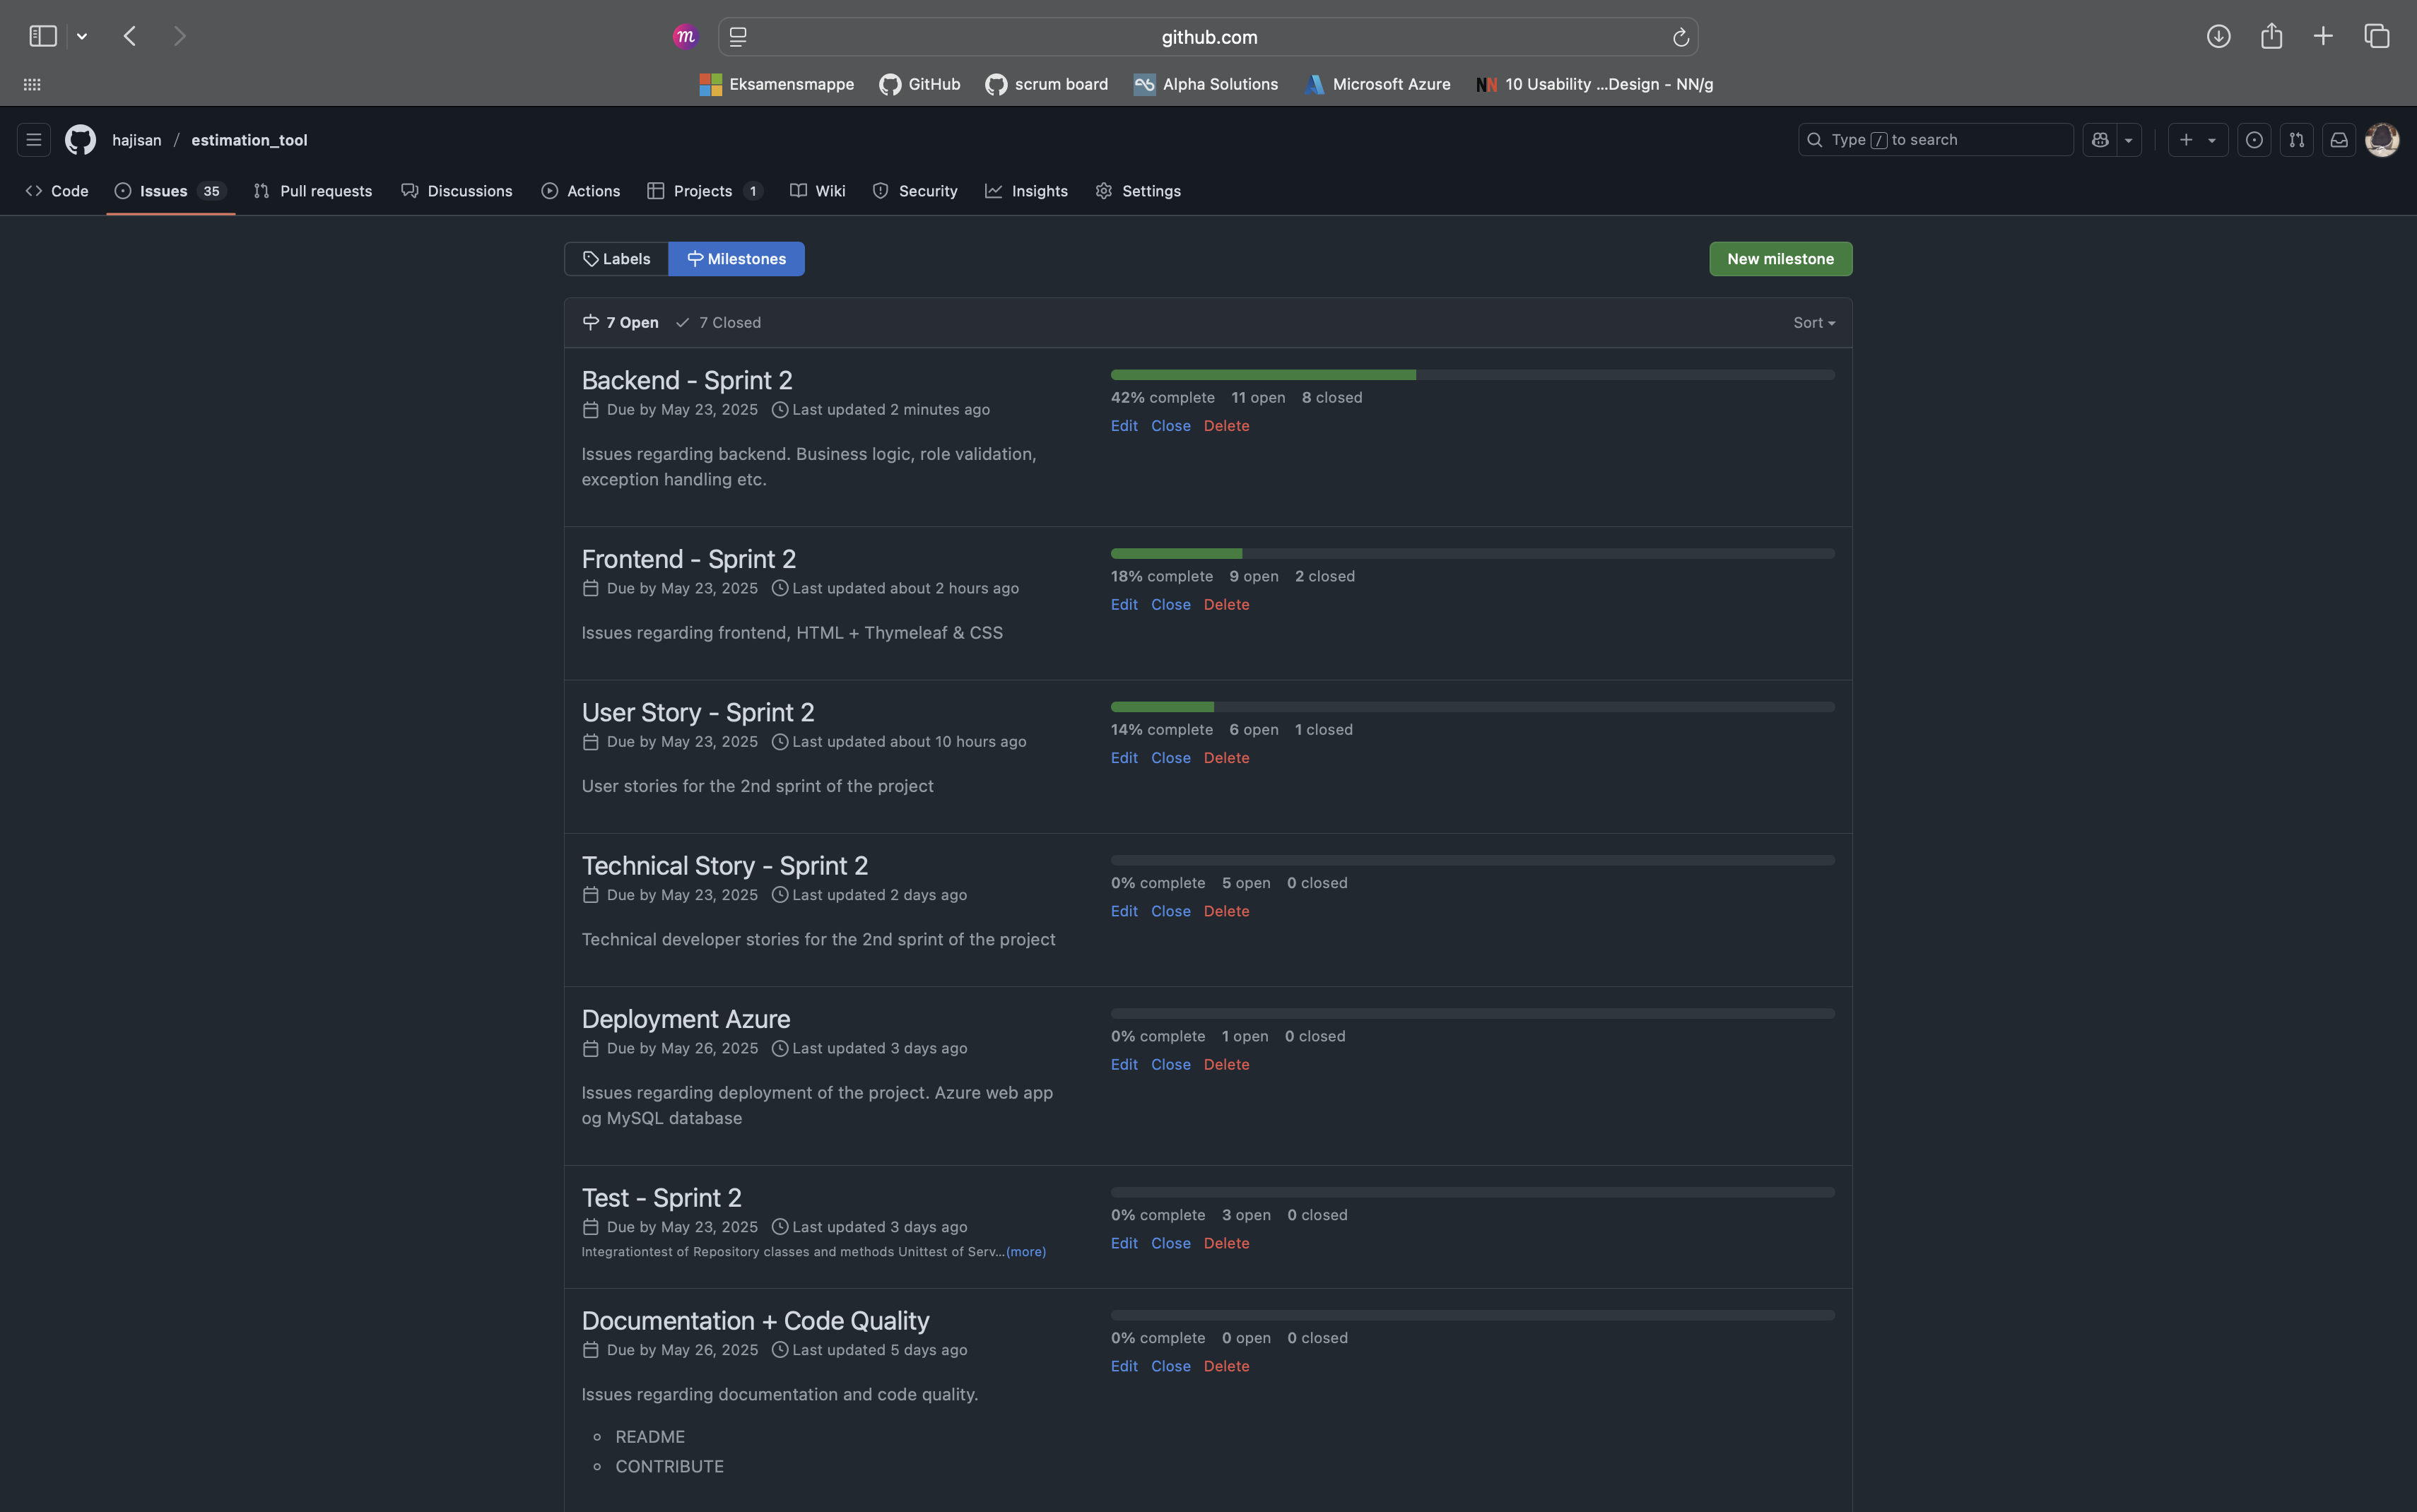 m
github.com
Eksamensmappe GitHub scrum board Alpha Solutions Microsoft Azure NN 10 Usability ...Design - NN/g
hajisan / estimation_tool Type / to search
Code Issues 35 Pull requests Discussions Actions Projects 1 Wiki Security Insights Settings
Labels Milestones New milestone
7 Open 7 Closed Sort
Backend - Sprint 2
Due by May 23, 2025 Last updated 2 minutes ago
42% complete 11 open 8 closed
Edit Close Delete
Issues regarding backend. Business logic, role validation,
exception handling etc.
Frontend - Sprint 2
Due by May 23, 2025 Last updated about 2 hours ago
18% complete 9 open 2 closed
Edit Close Delete
Issues regarding frontend, HTML + Thymeleaf & CSS
User Story - Sprint 2
Due by May 23, 2025 Last updated about 10 hours ago
14% complete 6 open 1 closed
Edit Close Delete
User stories for the 2nd sprint of the project
Technical Story - Sprint 2
Due by May 23, 2025 Last updated 2 days ago
0% complete 5 open 0 closed
Edit Close Delete
Technical developer stories for the 2nd sprint of the project
Deployment Azure
Due by May 26, 2025 Last updated 3 days ago
0% complete 1 open 0 closed
Edit Close Delete
Issues regarding deployment of the project. Azure web app
og MySQL database
Test - Sprint 2
Due by May 23, 2025 Last updated 3 days ago
Integrationtest of Repository classes and methods Unittest of Serv...(more)
0% complete 3 open 0 closed
Edit Close Delete
Documentation + Code Quality
Due by May 26, 2025 Last updated 5 days ago
0% complete 0 open 0 closed
Edit Close Delete
Issues regarding documentation and code quality.
README
CONTRIBUTE